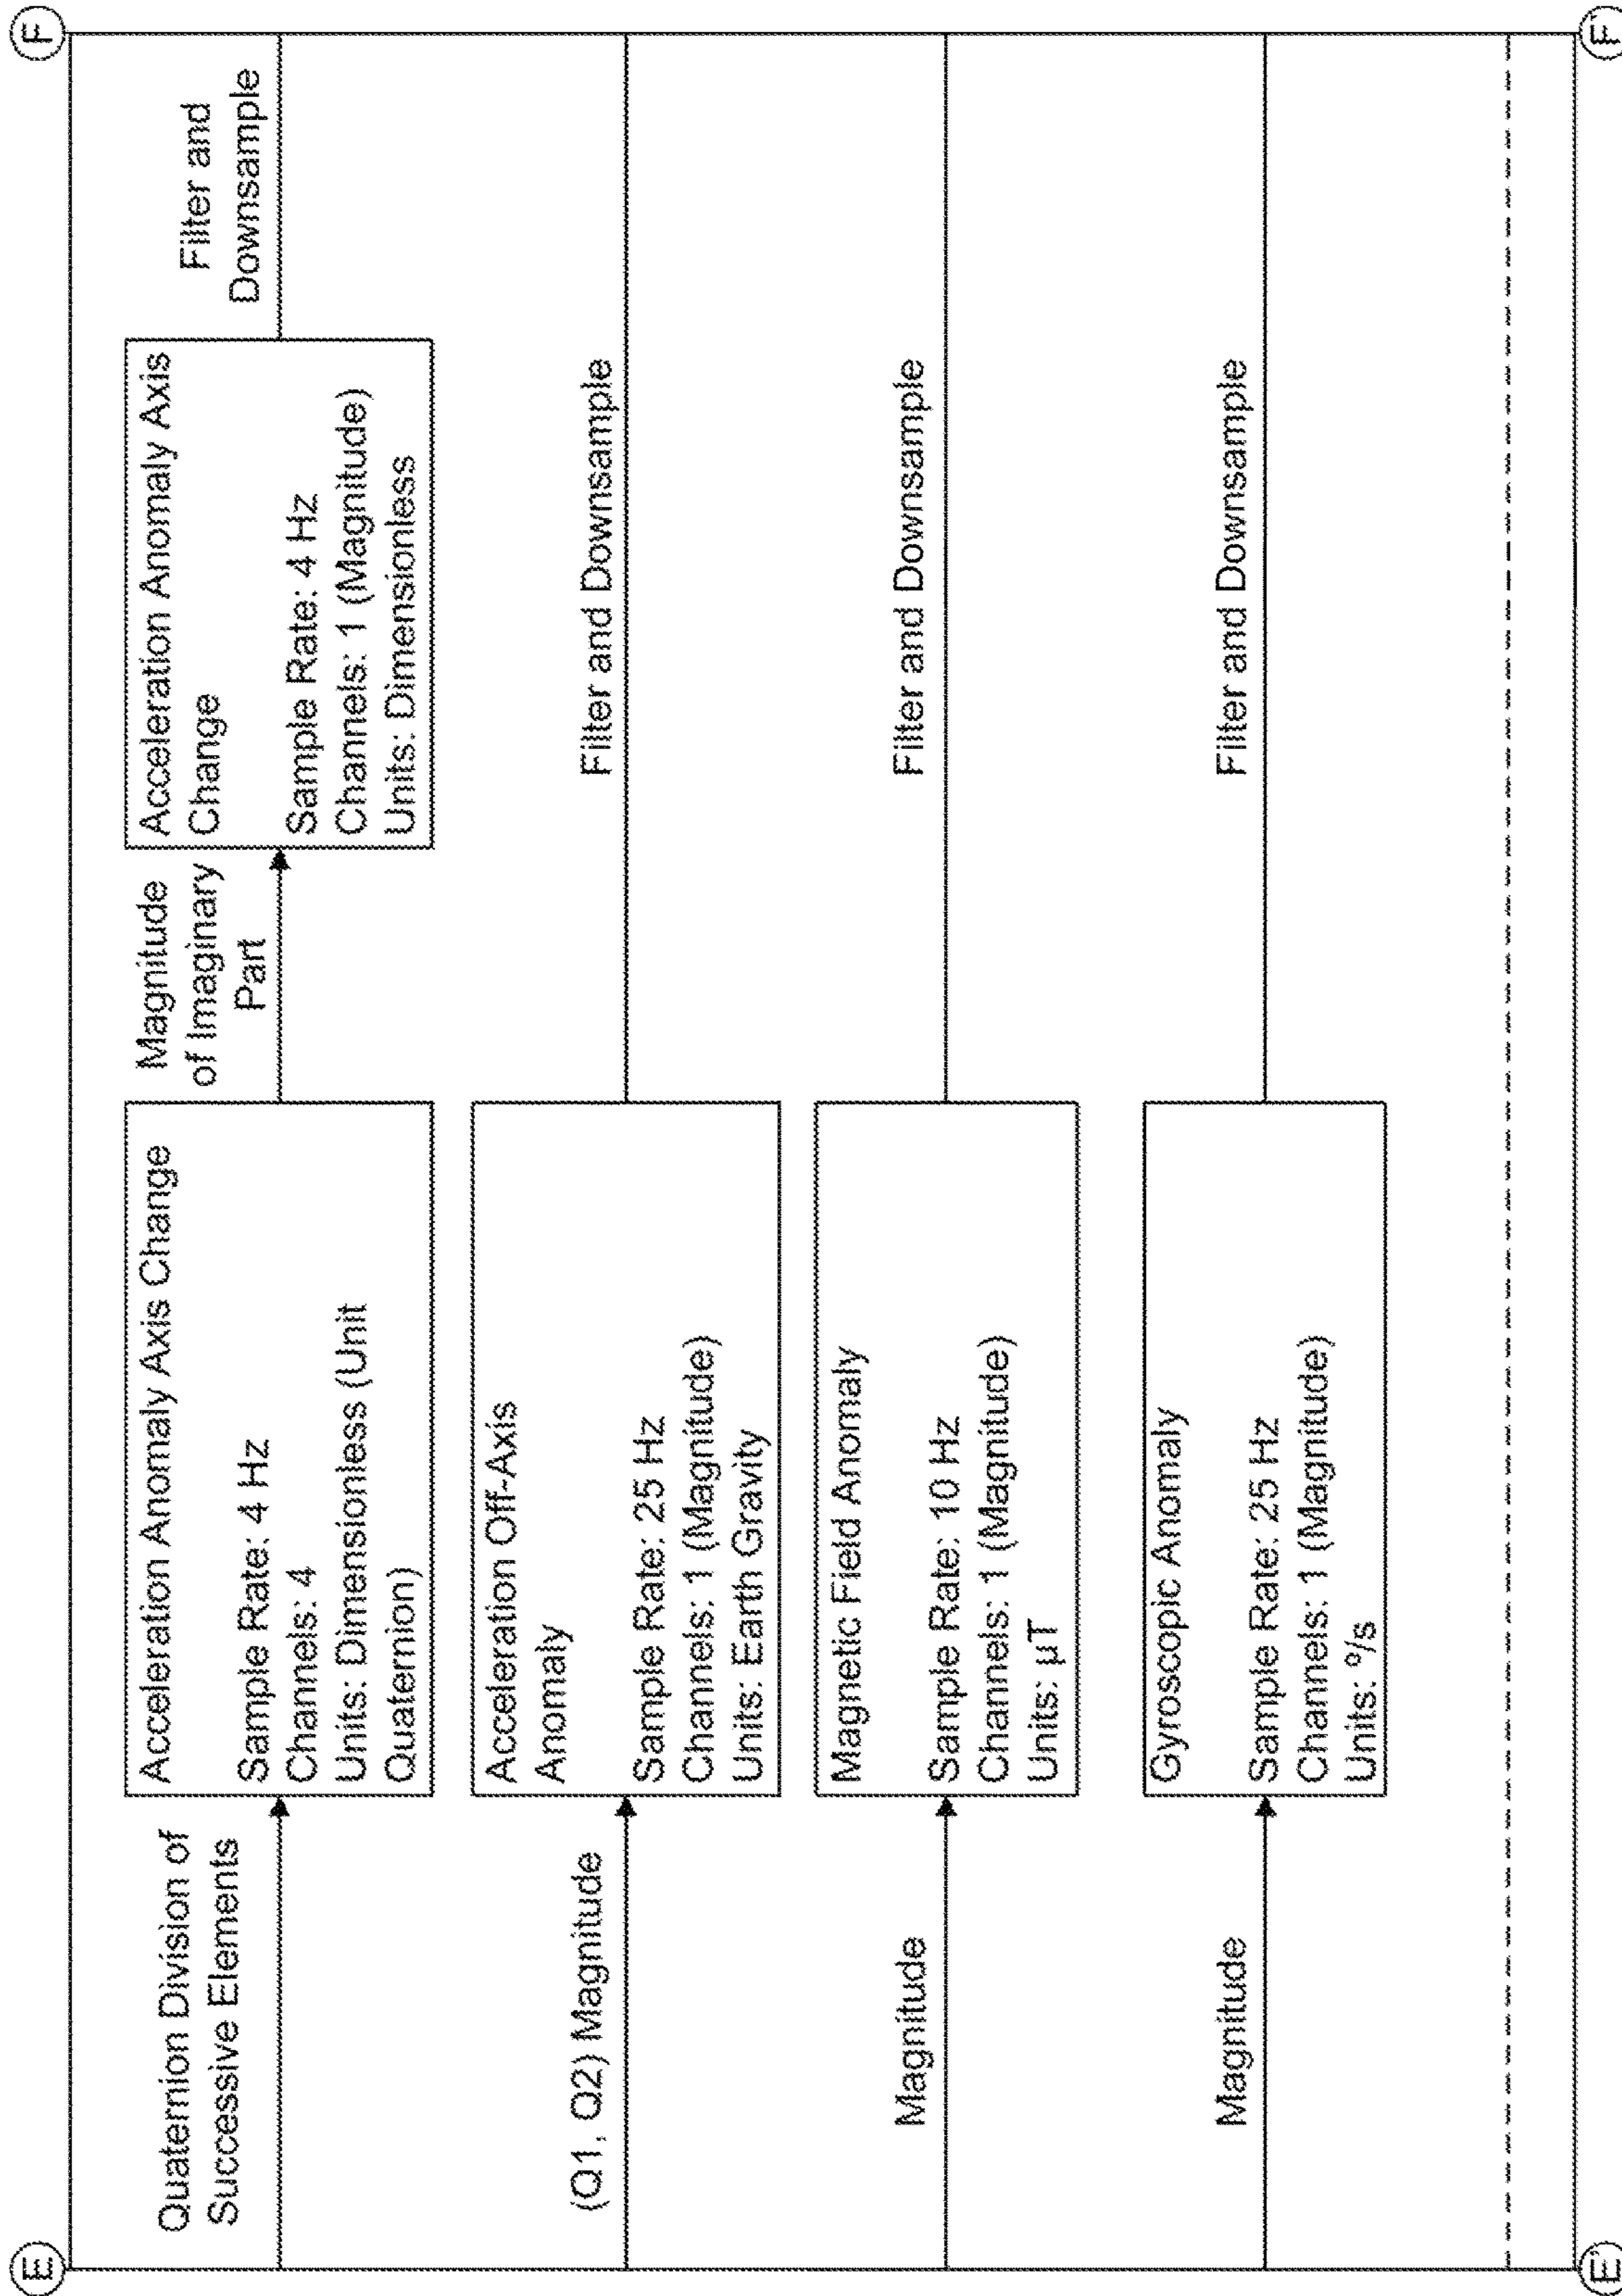 E
F
Quaternion Division of
Successive Elements
Acceleration Anomaly Axis Change
Sample Rate: 4 Hz
Channels: 4
Units: Dimensionless (Unit
Quaternion)
Magnitude
of Imaginary
Part
Acceleration Anomaly Axis
Change
Sample Rate: 4 Hz
Channels: 1 (Magnitude)
Units: Dimensionless
Filter and
Downsample
(Q1, Q2) Magnitude
Acceleration Off-Axis
Anomaly
Sample Rate: 25 Hz
Channels: 1 (Magnitude)
Units: Earth Gravity
Filter and Downsample
Magnitude
Magnetic Field Anomaly
Sample Rate: 10 Hz
Channels: 1 (Magnitude)
Units: µT
Filter and Downsample
Magnitude
Gyroscopic Anomaly
Sample Rate: 25 Hz
Channels: 1 (Magnitude)
Units: º/s
Filter and Downsample
E'
F'